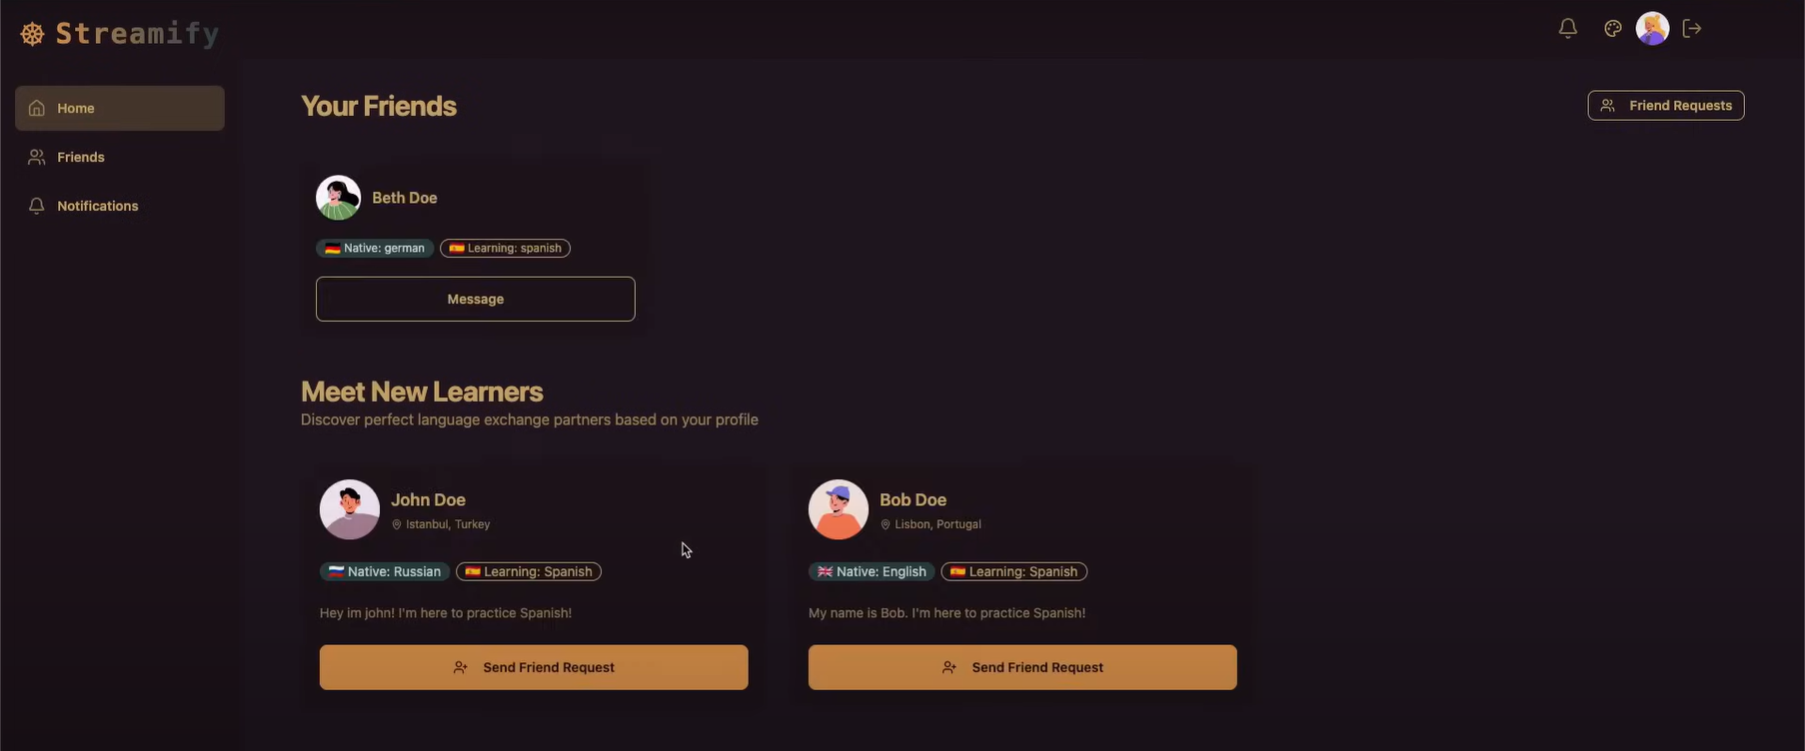 Streamify
Home
Friends
Notifications
Your Friends
Friend Requests
Beth Doe
Native: german
Learning: spanish
Message
Meet New Learners
Discover perfect language exchange partners based on your profile
John Doe
Istanbul, Turkey
Native: Russian
Learning: Spanish
Hey im john! I'm here to practice Spanish!
Send Friend Request
Bob Doe
Lisbon, Portugal
Native: English
Learning: Spanish
My name is Bob. I'm here to practice Spanish!
Send Friend Request